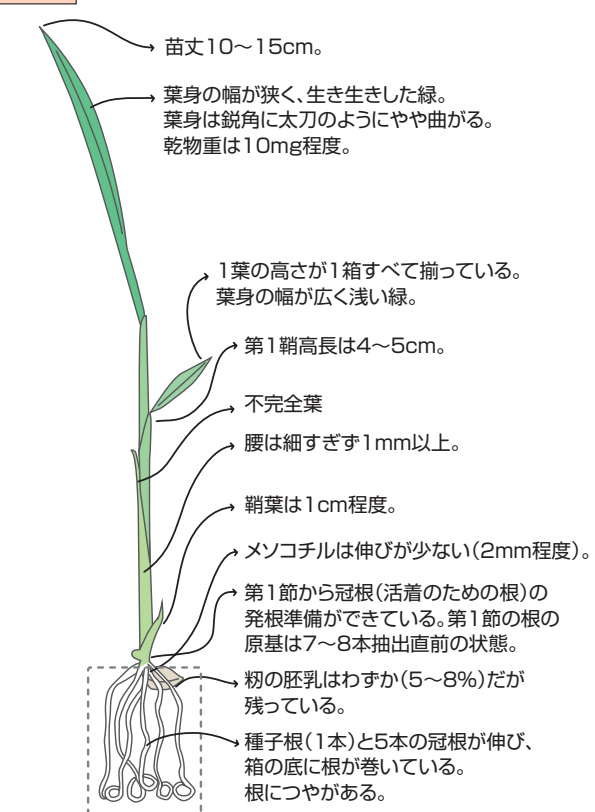 苗丈10〜15cm。
葉身の幅が狭く、生き生きした緑。
葉身は鋭角に太刀のようにやや曲がる。
乾物重は10mg程度。
1葉の高さが1箱すべて揃っている。
葉身の幅が広く浅い緑。
第1鞘高長は4〜5cm。
不完全葉
腰は細すぎず1mm以上。
鞘葉は1cm程度。
メソコチルは伸びが少ない(2mm程度)。
第1節から冠根(活着のための根)の
発根準備ができている。第1節の根の
原基は7〜8本抽出直前の状態。
籾の胚乳はわずか(5〜8%)だが
残っている。
種子根(1本)と5本の冠根が伸び、
箱の底に根が巻いている。
根につやがある。